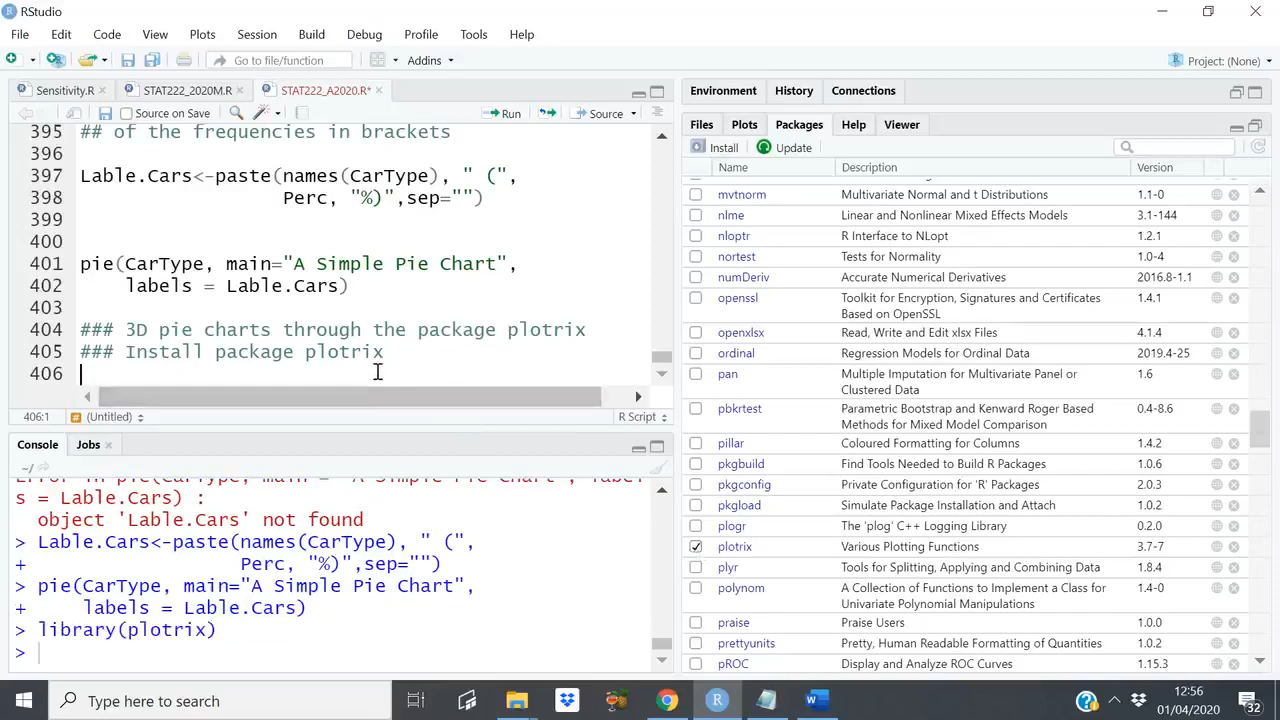 RStudio
File Edit Code View Plots Session Build Debug Profile Tools Help
Go to file/function Addins Project: (None)
Sensitivity.R STAT222_2020M.R STAT222_A2020.R*
Source on Save Run Source
395 ## of the frequencies in brackets
396
397 Lable.Cars<-paste(names(CarType), " (",
398 Perc, "%)",sep="")
399
400
401 pie(CarType, main="A Simple Pie Chart",
402 labels = Lable.Cars)
403
404 ### 3D pie charts through the package plotrix
405 ### Install package plotrix
406
406:1 (Untitled) R Script
Console Jobs
~/
= Lable.Cars) :
object 'Lable.Cars' not found
> Lable.Cars<-paste(names(CarType), " (",
+ Perc, "%)",sep="")
> pie(CarType, main="A Simple Pie Chart",
+ labels = Lable.Cars)
> library(plotrix)
>
Environment History Connections
Files Plots Packages Help Viewer
Install Update
Name Description Version
mvtnorm Multivariate Normal and t Distributions 1.1-0
nlme Linear and Nonlinear Mixed Effects Models 3.1-144
nloptr R Interface to NLopt 1.2.1
nortest Tests for Normality 1.0-4
numDeriv Accurate Numerical Derivatives 2016.8-1.1
openssl Toolkit for Encryption, Signatures and Certificates 1.4.1
Based on OpenSSL
openxlsx Read, Write and Edit xlsx Files 4.1.4
ordinal Regression Models for Ordinal Data 2019.4-25
pan Multiple Imputation for Multivariate Panel or 1.6
Clustered Data
pbkrtest Parametric Bootstrap and Kenward Roger Based 0.4-8.6
Methods for Mixed Model Comparison
pillar Coloured Formatting for Columns 1.4.2
pkgbuild Find Tools Needed to Build R Packages 1.0.6
pkgconfig Private Configuration for 'R' Packages 2.0.3
pkgload Simulate Package Installation and Attach 1.0.2
plogr The 'plog' C++ Logging Library 0.2.0
plotrix Various Plotting Functions 3.7-7
plyr Tools for Splitting, Applying and Combining Data 1.8.4
polynom A Collection of Functions to Implement a Class for 1.4-0
Univariate Polynomial Manipulations
praise Praise Users 1.0.0
prettyunits Pretty, Human Readable Formatting of Quantities 1.0.2
pROC Display and Analyze ROC Curves 1.15.3
Type here to search
12:56
01/04/2020
32